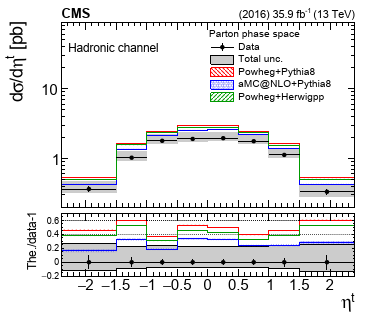 CMS (2016) 35.9 fb⁻¹ (13 TeV)
Parton phase space
Hadronic channel
Data
Total unc.
Powheg+Pythia8
aMC@NLO+Pythia8
Powheg+Herwigpp
dσ/dηᵗ [pb]
10
1
The./data-1
0.6
0.4
0.2
0
−0.2
−2 −1.5 −1 −0.5 0 0.5 1 1.5 2
ηᵗ